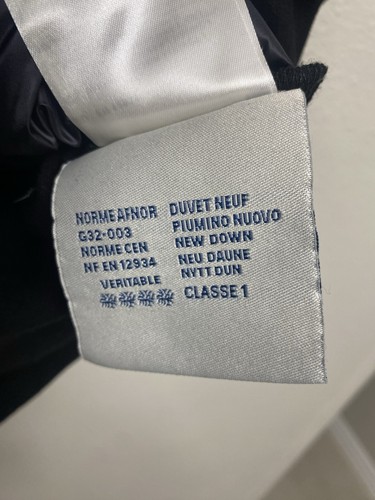 NORME AFNOR
G32-003
NORME CEN
NF EN 12934
VERITABLE
DUVET NEUF
PIUMINO NUOVO
NEW DOWN
NEU DAUNE
NYTT DUN
CLASSE 1